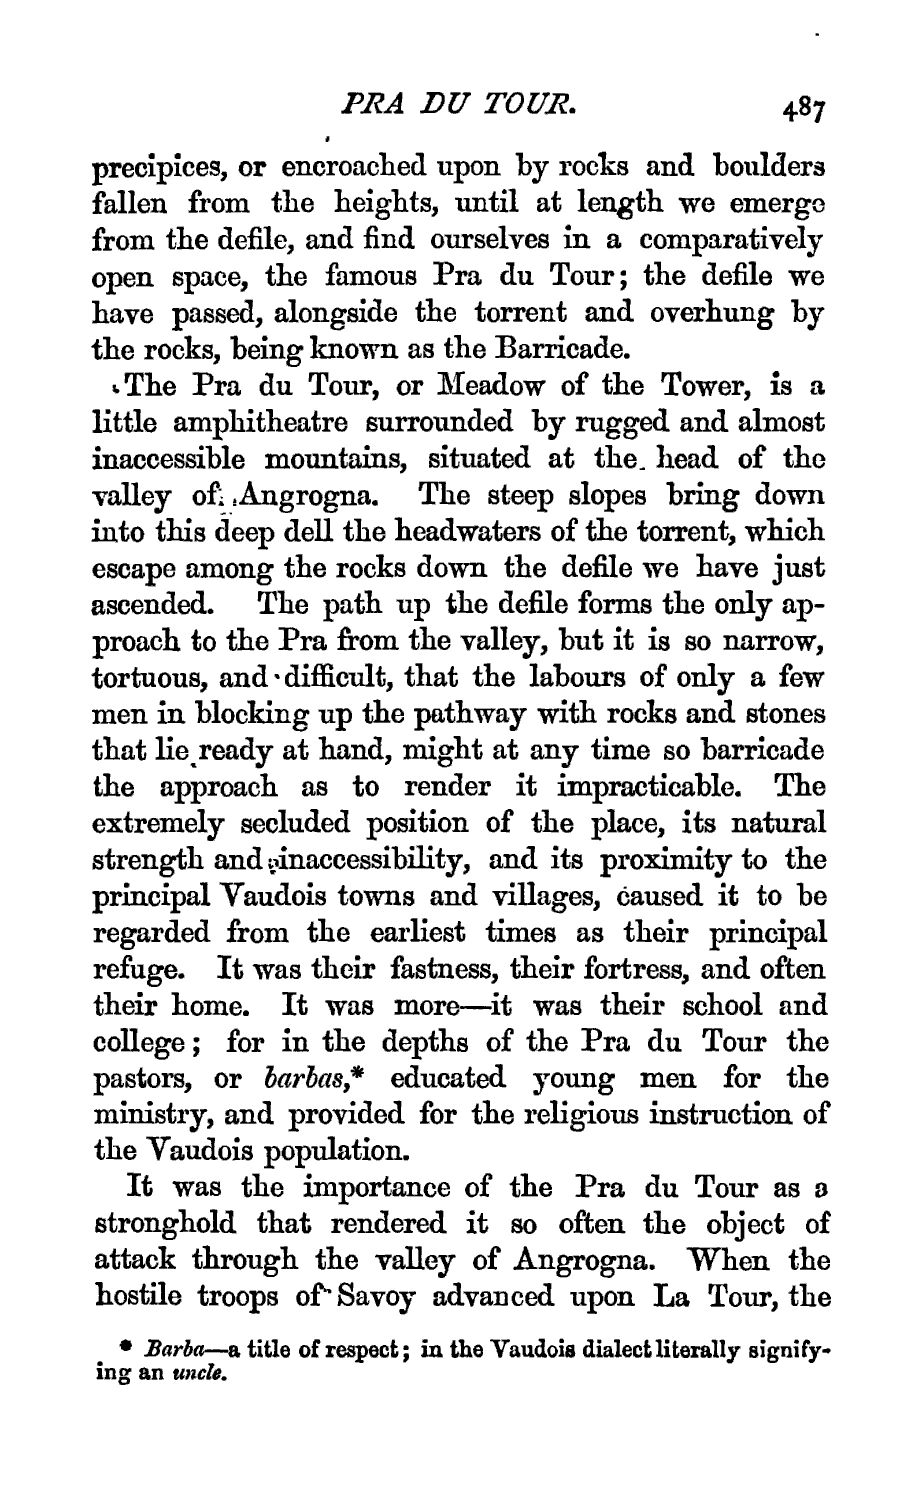 PRA DU TOUR. 487
precipices, or encroached upon by rocks and boulders
fallen from the heights, until at length we emerge
from the defile, and find ourselves in a comparatively
open space, the famous Pra du Tour; the defile we
have passed, alongside the torrent and overhung by
the rocks, being known as the Barricade.
The Pra du Tour, or Meadow of the Tower, is a
little amphitheatre surrounded by rugged and almost
inaccessible mountains, situated at the head of the
valley of Angrogna. The steep slopes bring down
into this deep dell the headwaters of the torrent, which
escape among the rocks down the defile we have just
ascended. The path up the defile forms the only ap-
proach to the Pra from the valley, but it is so narrow,
tortuous, and difficult, that the labours of only a few
men in blocking up the pathway with rocks and stones
that lie ready at hand, might at any time so barricade
the approach as to render it impracticable. The
extremely secluded position of the place, its natural
strength and inaccessibility, and its proximity to the
principal Vaudois towns and villages, caused it to be
regarded from the earliest times as their principal
refuge. It was their fastness, their fortress, and often
their home. It was more—it was their school and
college; for in the depths of the Pra du Tour the
pastors, or barbas,* educated young men for the
ministry, and provided for the religious instruction of
the Vaudois population.
It was the importance of the Pra du Tour as a
stronghold that rendered it so often the object of
attack through the valley of Angrogna. When the
hostile troops of Savoy advanced upon La Tour, the
* Barba—a title of respect; in the Vaudois dialect literally signify-
ing an uncle.